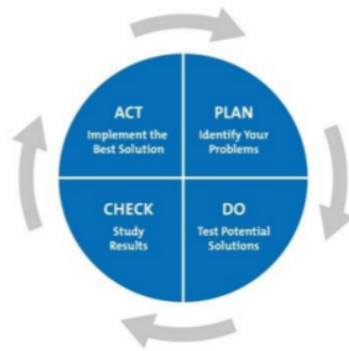 ACT
Implement the
Best Solution
PLAN
Identify Your
Problems
CHECK
Study
Results
DO
Test Potential
Solutions